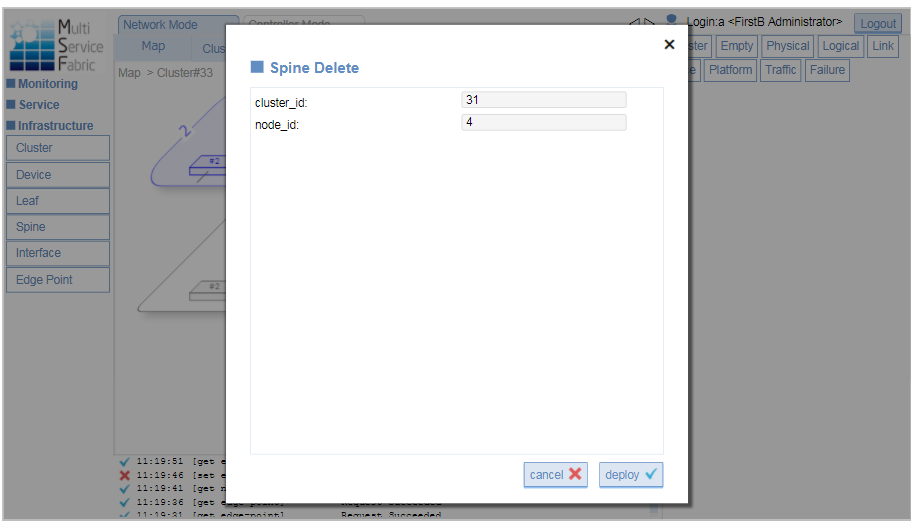 Multi
Service
Fabric
Network Mode
Controller Mode
Login:a <FirstB Administrator>
Logout
Map
Clus
ster
Empty
Physical
Logical
Link
Map > Cluster#33
e
Platform
Traffic
Failure
Monitoring
Service
Infrastructure
Cluster
Device
Leaf
Spine
Interface
Edge Point
2
#2
#2
Spine Delete
cluster_id:
31
node_id:
4
cancel
deploy
11:19:51 [get e
11:19:46 [set e
11:19:41 [get n
11:19:36 [get edge-point] Request Succeeded
11:19:31 [get edge-point] Request Succeeded